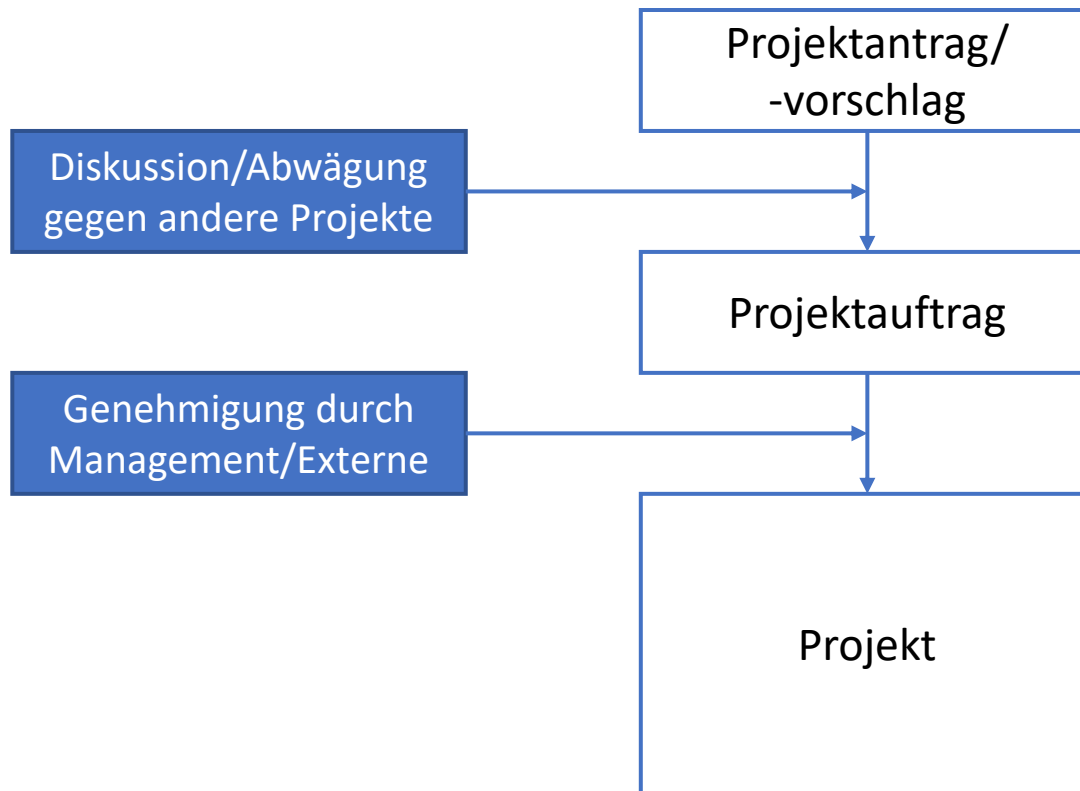 Projektantrag/
-vorschlag
Diskussion/Abwägung
gegen andere Projekte
Projektauftrag
Genehmigung durch
Management/Externe
Projekt